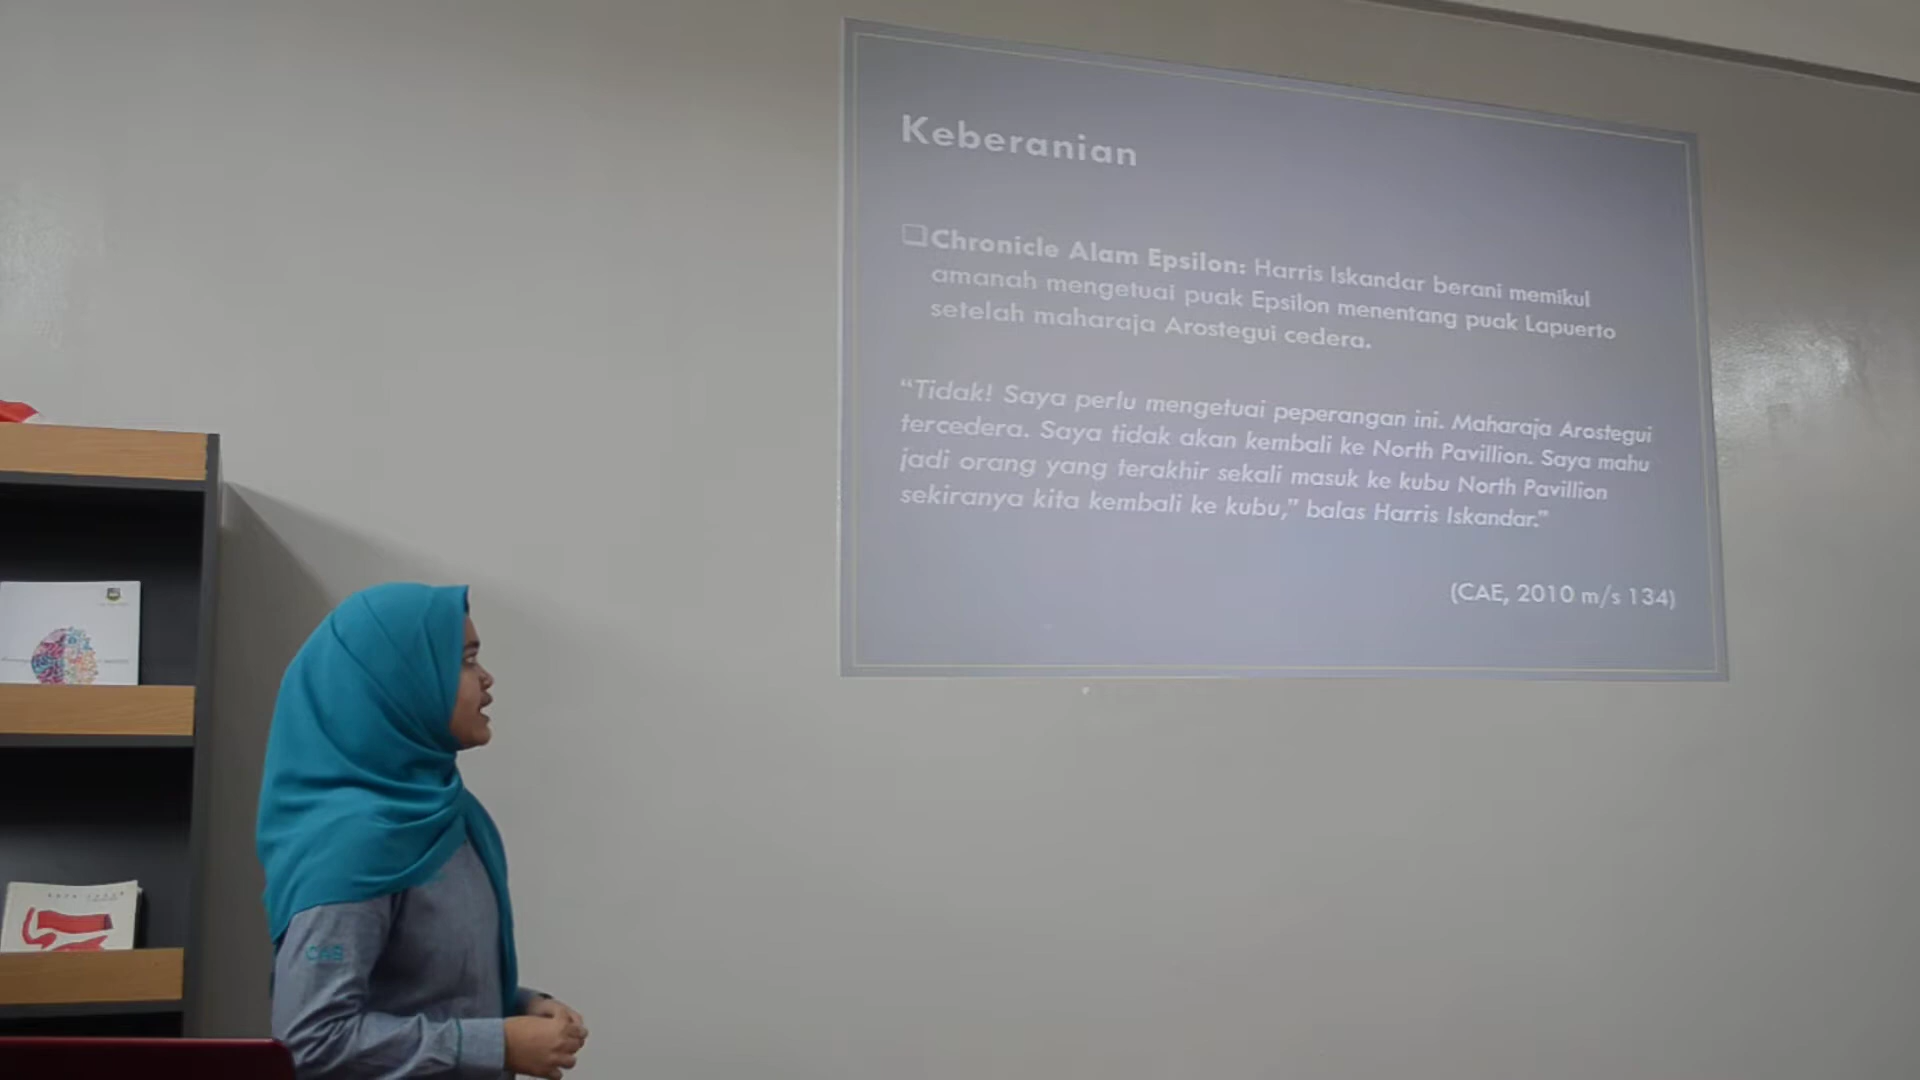 Keberanian
Chronicle Alam Epsilon: Harris Iskandar berani memikul
amanah mengetuai puak Epsilon menentang puak Lapuerto
setelah maharaja Arostegui cedera.
“Tidak! Saya perlu mengetuai peperangan ini. Maharaja Arostegui
tercedera. Saya tidak akan kembali ke North Pavillion. Saya mahu
jadi orang yang terakhir sekali masuk ke kubu North Pavillion
sekiranya kita kembali ke kubu,” balas Harris Iskandar.”
(CAE, 2010 m/s 134)